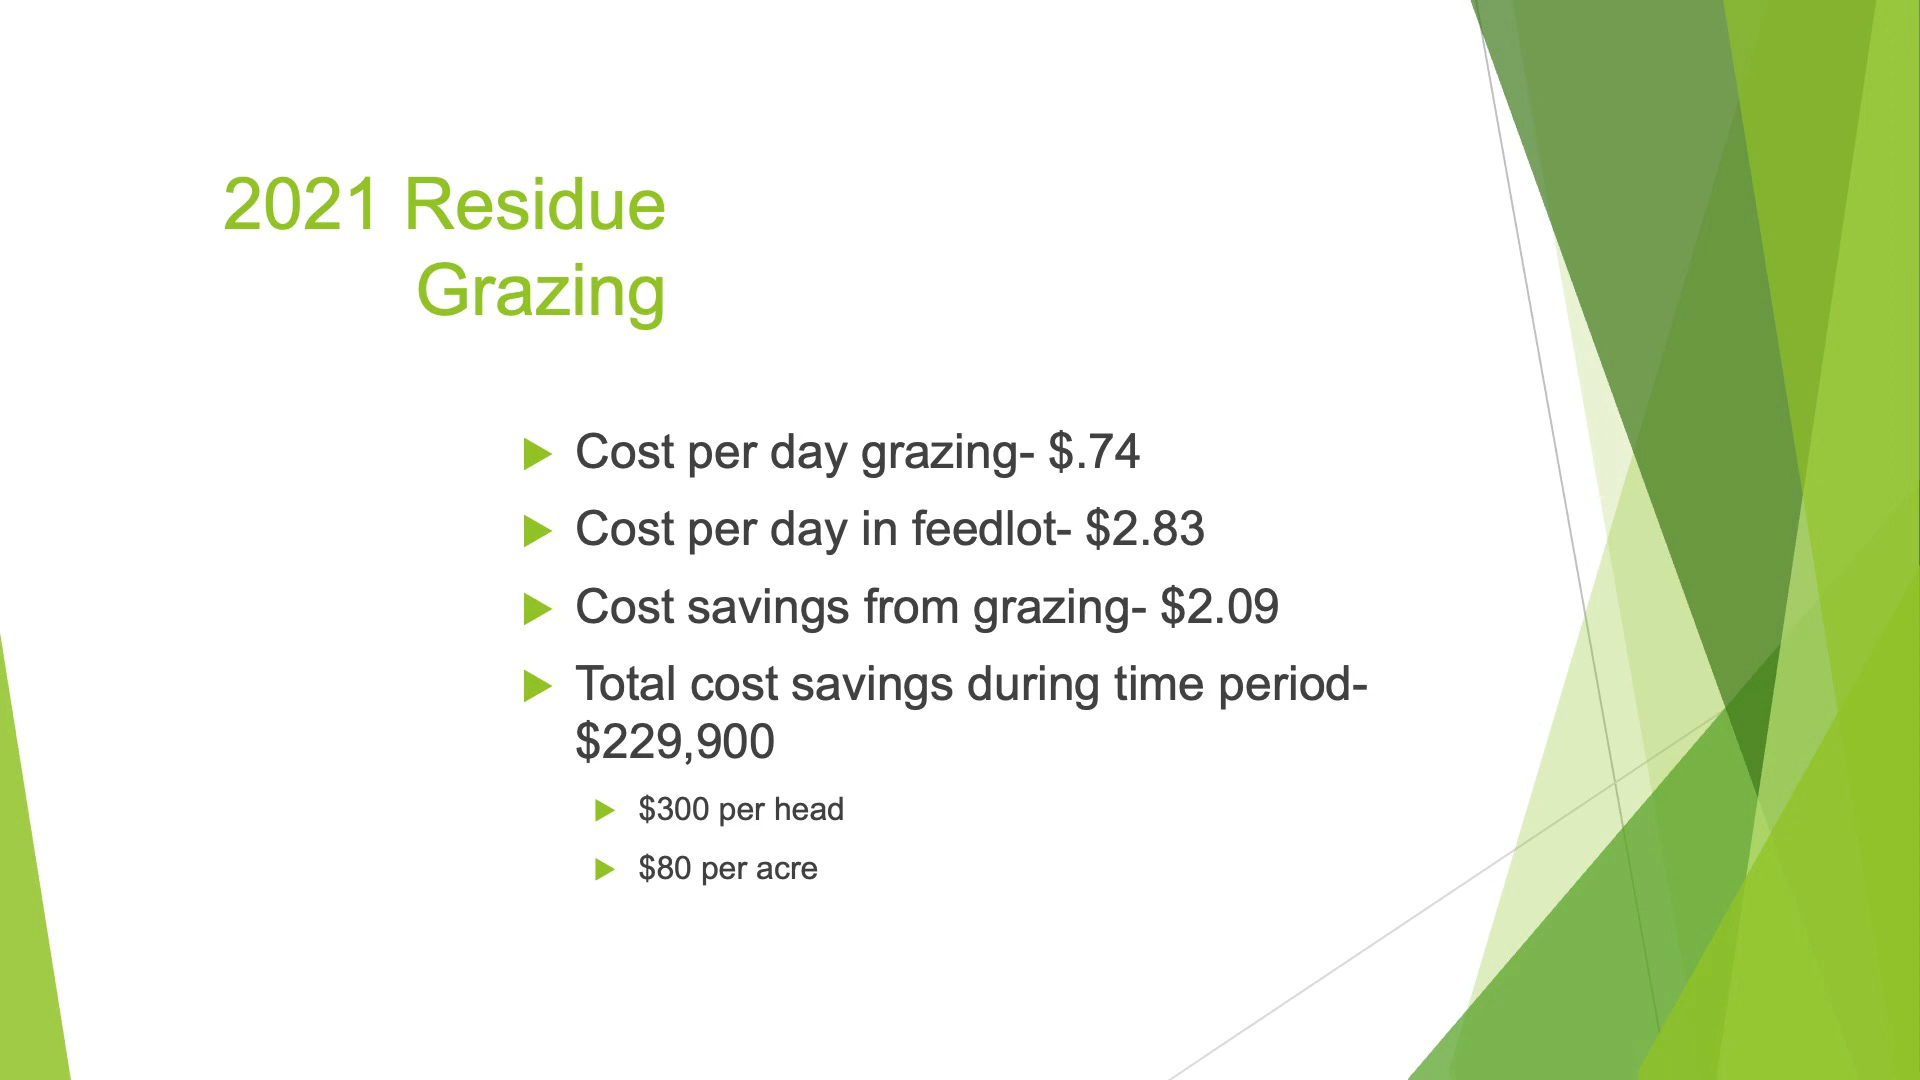 2021 Residue
Grazing
Cost per day grazing- $.74
Cost per day in feedlot- $2.83
Cost savings from grazing- $2.09
Total cost savings during time period-
$229,900
$300 per head
$80 per acre